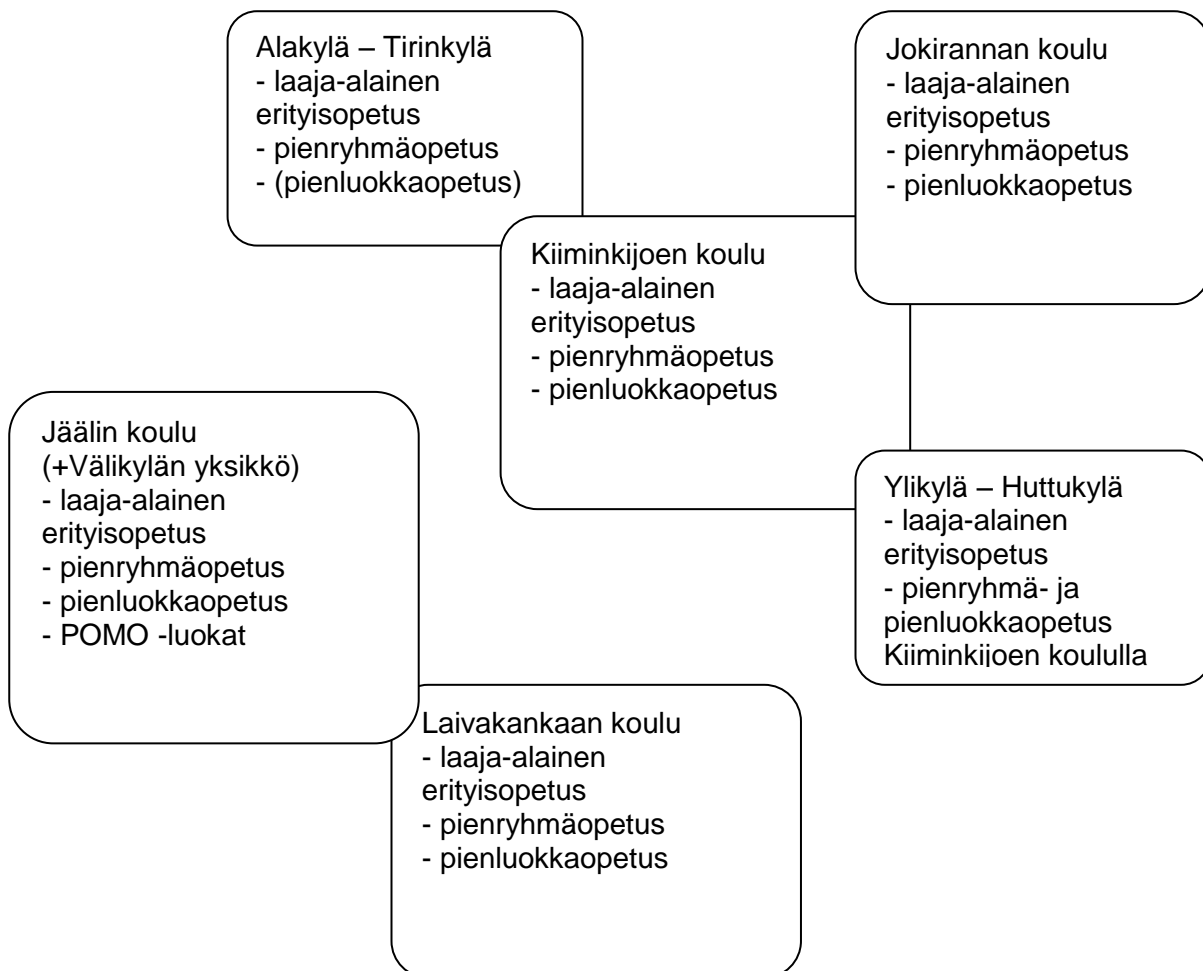 Alakylä – Tirinkylä
- laaja-alainen
erityisopetus
- pienryhmäopetus
- (pienluokkaopetus)
Jokirannan koulu
- laaja-alainen
erityisopetus
- pienryhmäopetus
- pienluokkaopetus
Kiiminkijoen koulu
- laaja-alainen
erityisopetus
- pienryhmäopetus
- pienluokkaopetus
Jäälin koulu
(+Välikylän yksikkö)
- laaja-alainen
erityisopetus
- pienryhmäopetus
- pienluokkaopetus
- POMO -luokat
Ylikylä – Huttukylä
- laaja-alainen
erityisopetus
- pienryhmä- ja
pienluokkaopetus
Kiiminkijoen koululla
Laivakankaan koulu
- laaja-alainen
erityisopetus
- pienryhmäopetus
- pienluokkaopetus